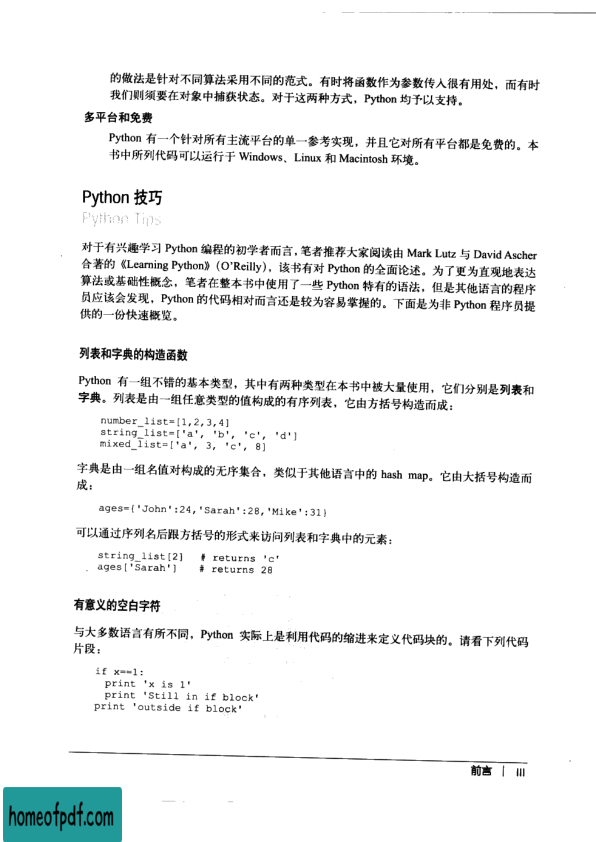 的做法是针对不同算法采用不同的范式。有时将函数作为参数传入很有用处，而有时
我们则须要在对象中捕获状态。对于这两种方式，Python 均予以支持。
多平台和免费
Python 有一个针对所有主流平台的单一参考实现，并且它对所有平台都是免费的。本
书中所列代码可以运行于 Windows、Linux 和 Macintosh 环境。
Python 技巧
Python Tips
对于有兴趣学习 Python 编程的初学者而言，笔者推荐大家阅读由 Mark Lutz 与 David Ascher
合著的《Learning Python》（O'Reilly），该书有对 Python 的全面论述。为了更为直观地表达
算法或基础性概念，笔者在整本书中使用了一些 Python 特有的语法，但是其他语言的程序
员应该会发现，Python 的代码相对而言还是较为容易掌握的。下面是为非 Python 程序员提
供的一份快速概览。
列表和字典的构造函数
Python 有一组不错的基本类型，其中有两种类型在本书中被大量使用，它们分别是列表和
字典。列表是由一组任意类型的值构成的有序列表，它由方括号构造而成：
number_list=[1,2,3,4]
string_list=['a', 'b', 'c', 'd']
mixed_list=['a', 3, 'c', 8]
字典是由一组名值对构成的无序集合，类似于其他语言中的 hash map。它由大括号构造而
成：
ages={'John':24,'Sarah':28,'Mike':31}
可以通过序列名后跟方括号的形式来访问列表和字典中的元素：
string_list[2] # returns 'c'
ages['Sarah'] # returns 28
有意义的空白字符
与大多数语言有所不同，Python 实际上是利用代码的缩进来定义代码块的。请看下列代码
片段：
if x==1:
print 'x is 1'
print 'Still in if block'
print 'outside if block'
前言 | III
homeofpdf.com